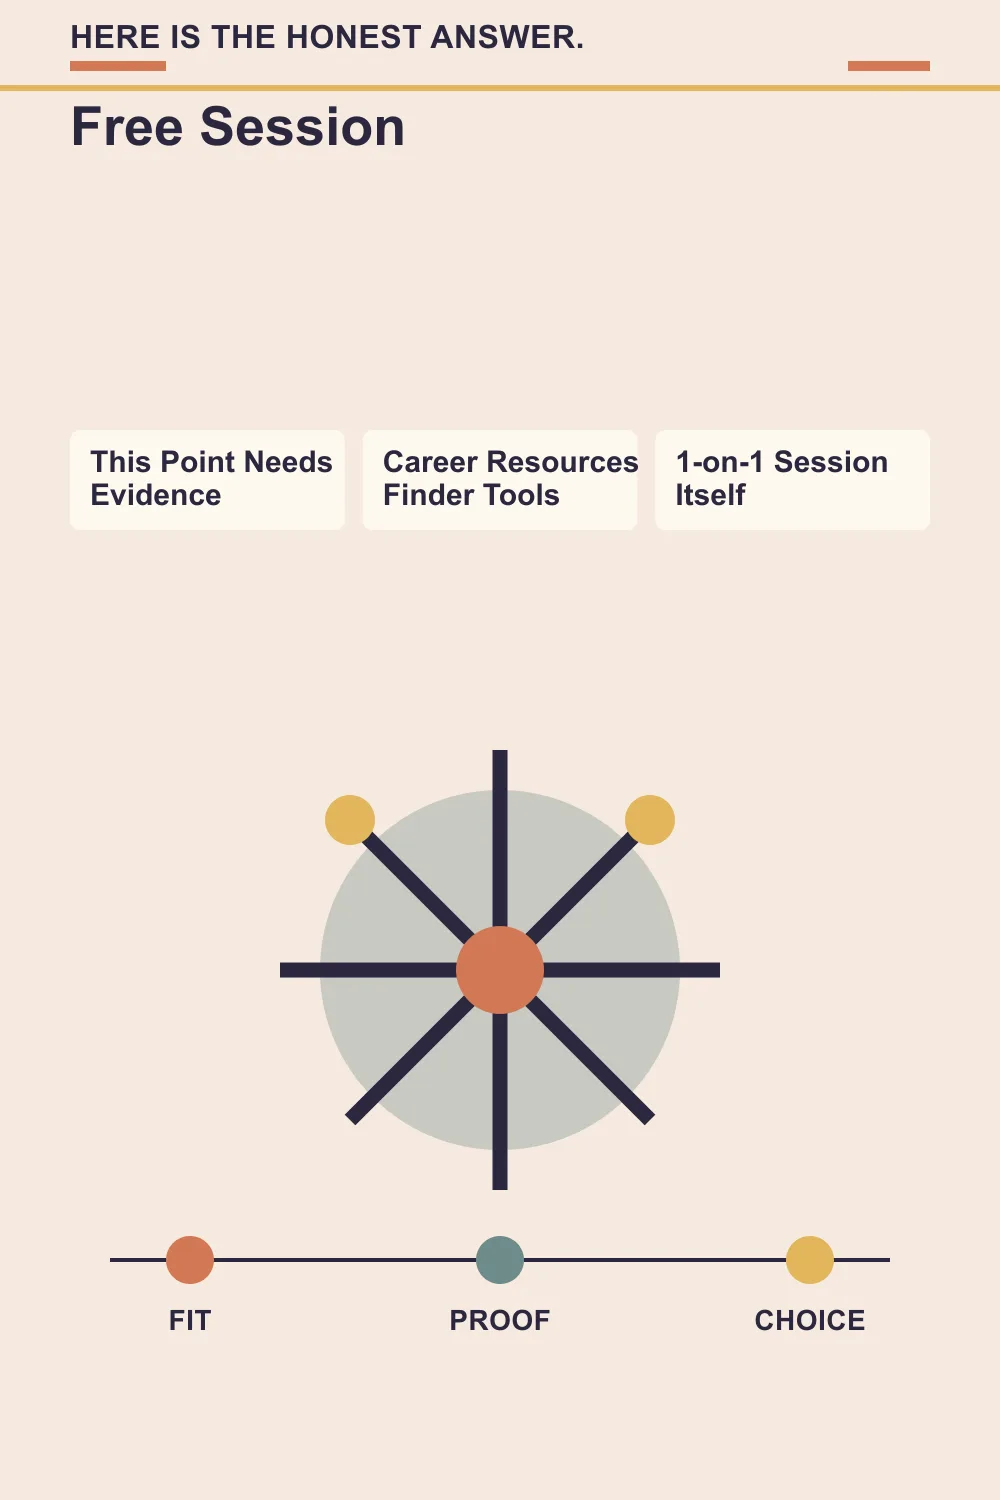 HERE IS THE HONEST ANSWER.
Free Session
This Point Needs
Evidence
Career Resources
Finder Tools
1-on-1 Session
Itself
FIT
PROOF
CHOICE